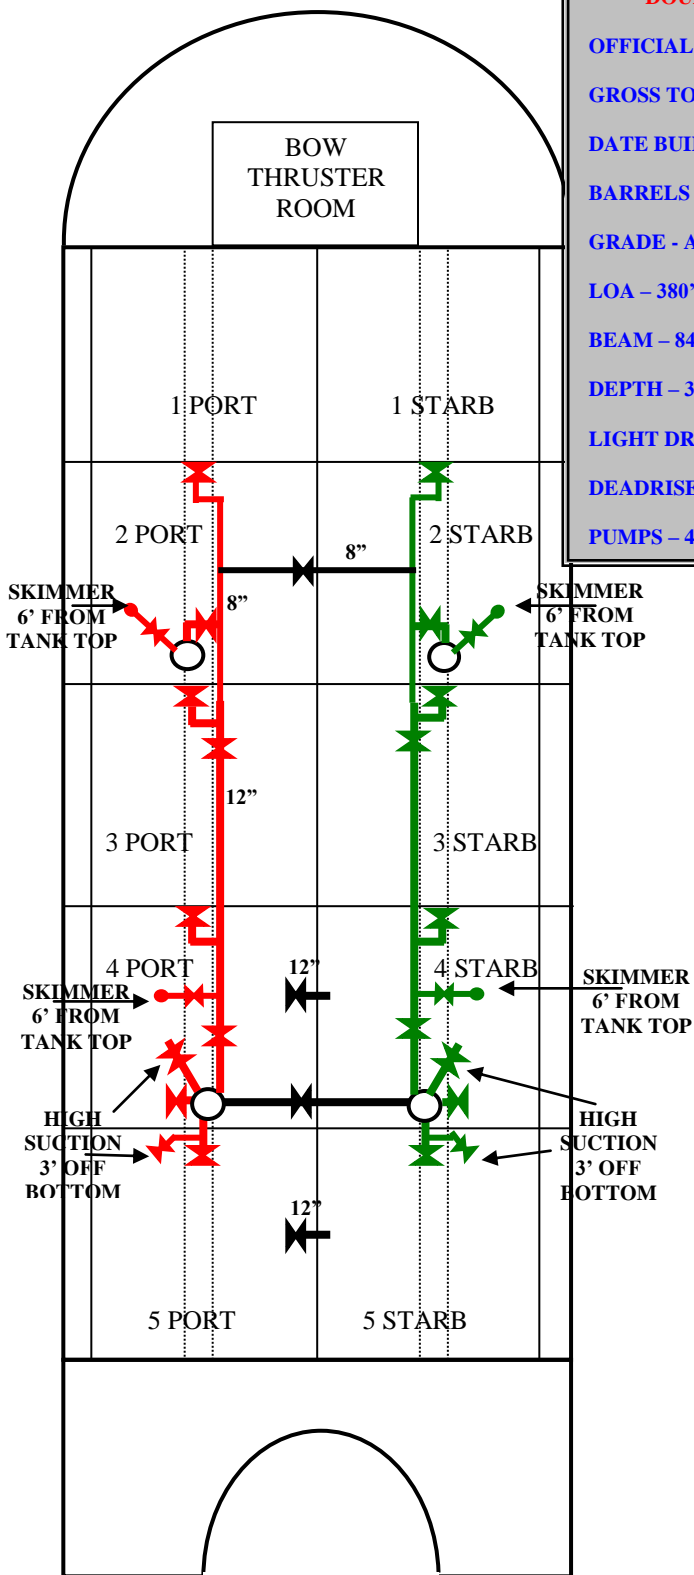 OFFICIAL
GROSS TO
DATE BUI
BARRELS
GRADE - A
LOA – 380'
BEAM – 84
DEPTH – 3
LIGHT DR
DEADRISE
PUMPS – 4
BOW
THRUSTER
ROOM
1 PORT
1 STARB
2 PORT
2 STARB
8”
8”
SKIMMER
6’ FROM
TANK TOP
SKIMMER
6’ FROM
TANK TOP
12”
3 PORT
3 STARB
4 PORT
12”
4 STARB
SKIMMER
6’ FROM
TANK TOP
SKIMMER
6’ FROM
TANK TOP
HIGH
SUCTION
3’ OFF
BOTTOM
HIGH
SUCTION
3’ OFF
BOTTOM
12”
5 PORT
5 STARB